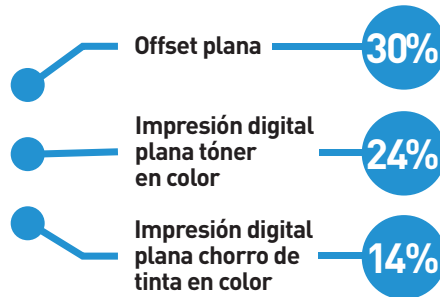 Offset plana
30%
Impresión digital
plana tóner
en color
24%
Impresión digital
plana chorro de
tinta en color
14%